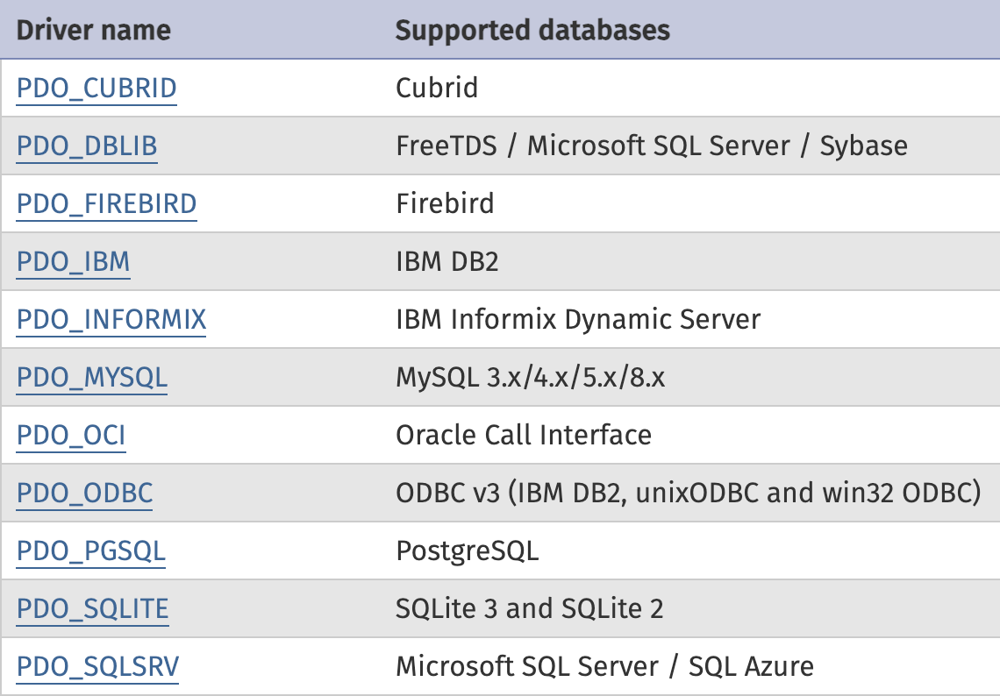 Driver name Supported databases
PDO_CUBRID Cubrid
PDO_DBLIB FreeTDS / Microsoft SQL Server / Sybase
PDO_FIREBIRD Firebird
PDO_IBM IBM DB2
PDO_INFORMIX IBM Informix Dynamic Server
PDO_MYSQL MySQL 3.x/4.x/5.x/8.x
PDO_OCI Oracle Call Interface
PDO_ODBC ODBC v3 (IBM DB2, unixODBC and win32 ODBC)
PDO_PGSQL PostgreSQL
PDO_SQLITE SQLite 3 and SQLite 2
PDO_SQLSRV Microsoft SQL Server / SQL Azure